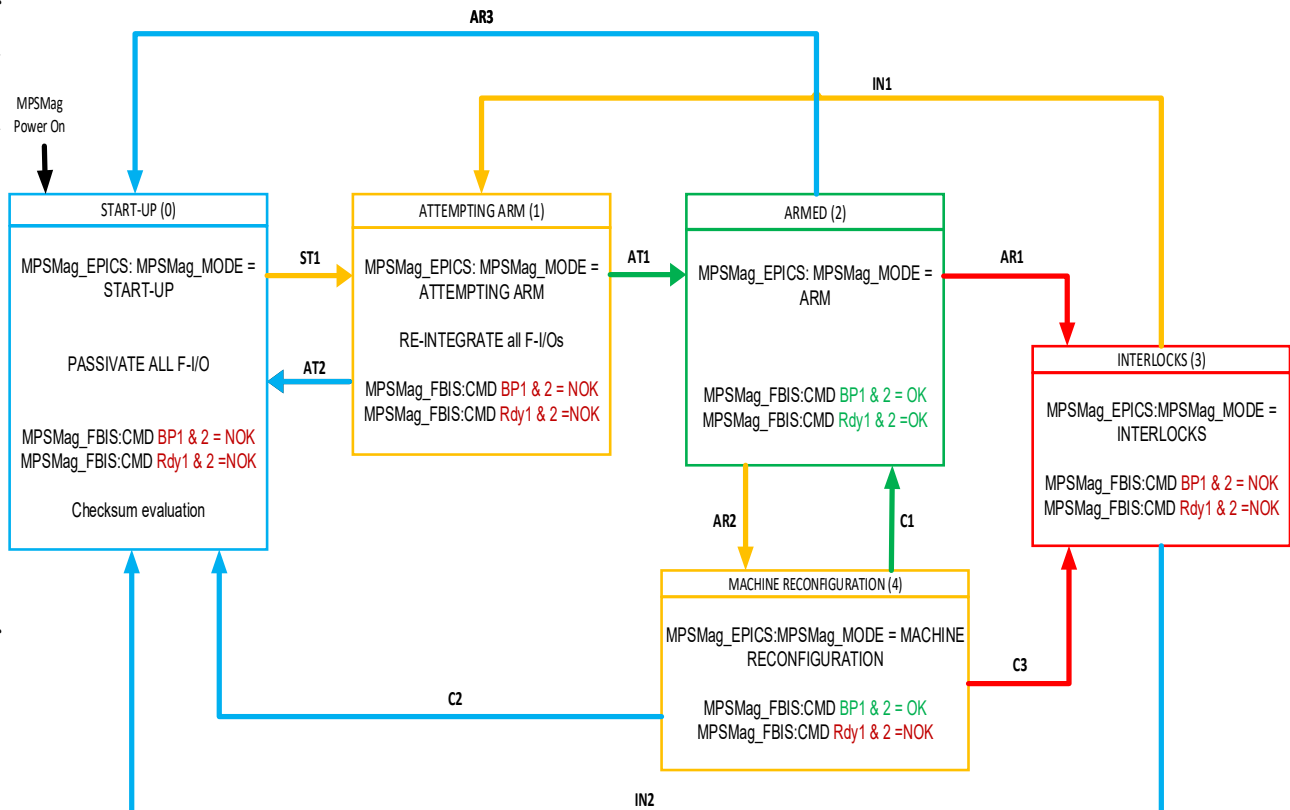 AR3
IN1
MPSMag
Power On
START-UP (0)
MPSMag_EPICS: MPSMag_MODE =
START-UP
PASSIVATE ALL F-I/O
MPSMag_FBIS:CMD BP1 & 2 = NOK
MPSMag_FBIS:CMD Rdy1 & 2 =NOK
Checksum evaluation
ST1
AT2
ATTEMPTING ARM (1)
MPSMag_EPICS: MPSMag_MODE =
ATTEMPTING ARM
RE-INTEGRATE all F-I/Os
MPSMag_FBIS:CMD BP1 & 2 = NOK
MPSMag_FBIS:CMD Rdy1 & 2 =NOK
AT1
ARMED (2)
MPSMag_EPICS: MPSMag_MODE =
ARM
MPSMag_FBIS:CMD BP1 & 2 = OK
MPSMag_FBIS:CMD Rdy1 & 2 =OK
AR1
INTERLOCKS (3)
MPSMag_EPICS:MPSMag_MODE =
INTERLOCKS
MPSMag_FBIS:CMD BP1 & 2 = NOK
MPSMag_FBIS:CMD Rdy1 & 2 =NOK
AR2
C1
MACHINE RECONFIGURATION (4)
MPSMag_EPICS:MPSMag_MODE = MACHINE
RECONFIGURATION
MPSMag_FBIS:CMD BP1 & 2 = OK
MPSMag_FBIS:CMD Rdy1 & 2 =NOK
C3
C2
IN2